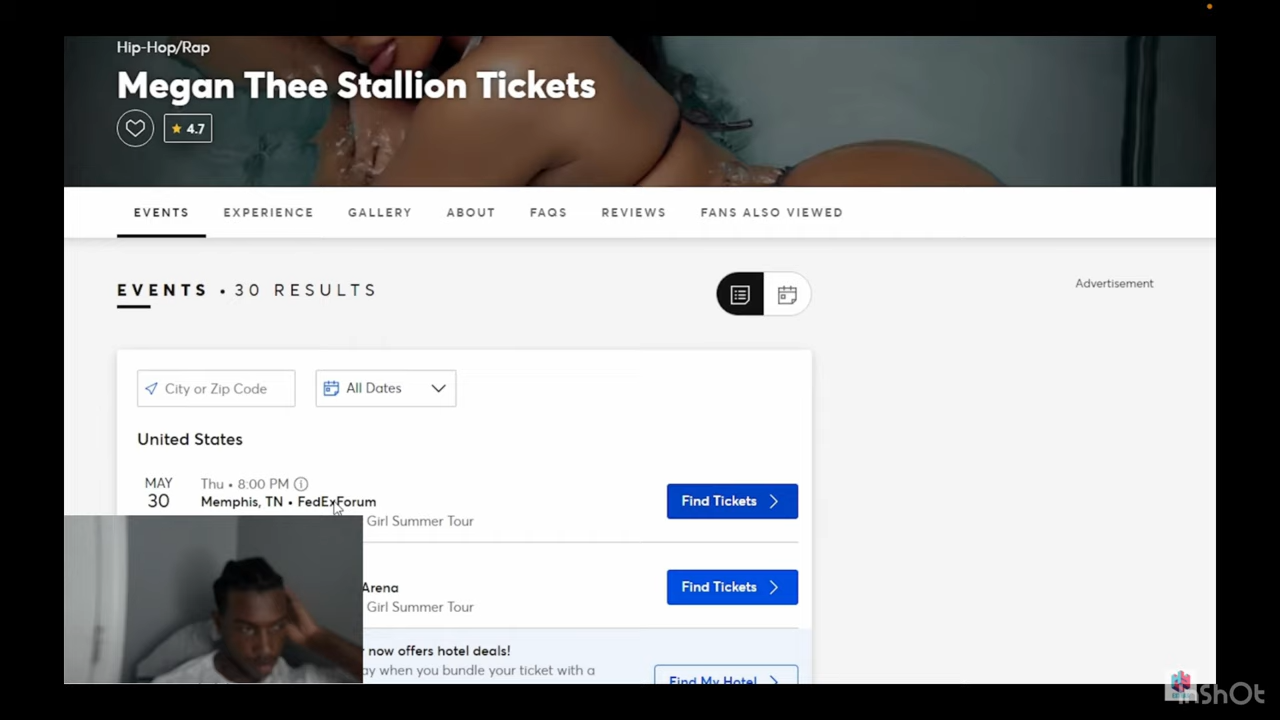 Hip-Hop/Rap
Megan Thee Stallion Tickets
4.7
EVENTS EXPERIENCE GALLERY ABOUT FAQS REVIEWS FANS ALSO VIEWED
EVENTS • 30 RESULTS
Advertisement
City or Zip Code
All Dates
United States
MAY
30
Thu • 8:00 PM
Memphis, TN • FedExForum
Girl Summer Tour
Find Tickets
Arena
Girl Summer Tour
Find Tickets
now offers hotel deals!
ay when you bundle your ticket with a
Find My Hotel
InShOt